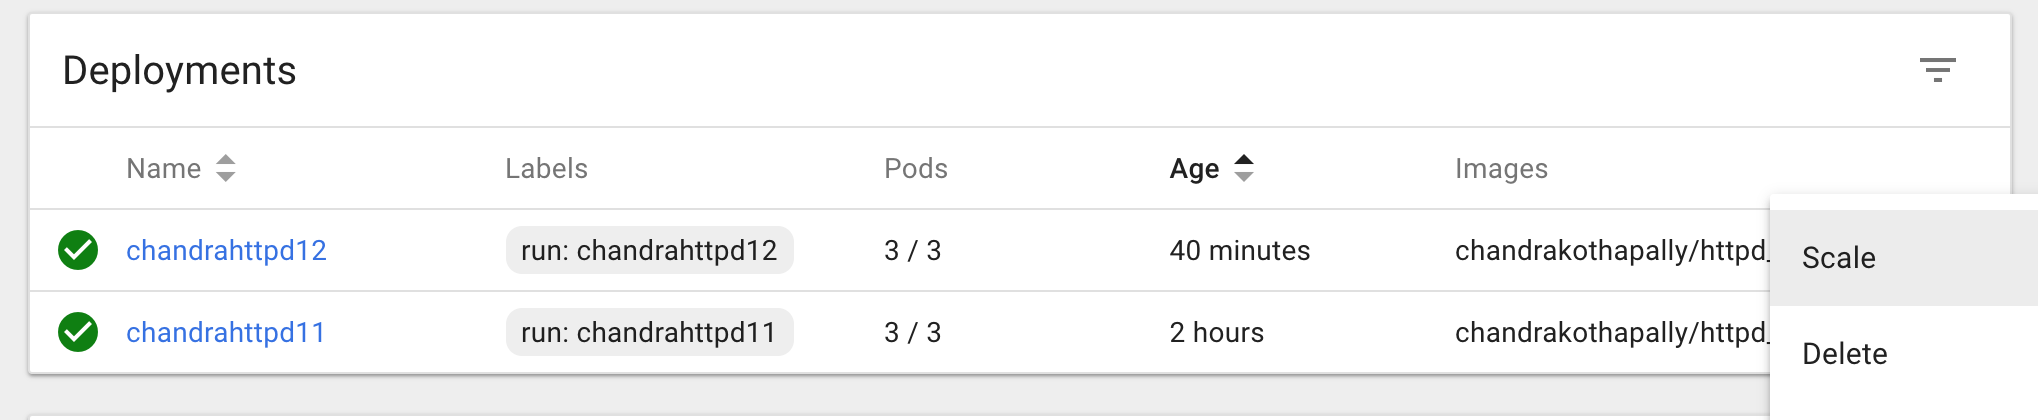 Deployments
Name Labels Pods Age Images
chandrahttpd12 run: chandrahttpd12 3 / 3 40 minutes chandrakothapally/httpd_
Scale
chandrahttpd11 run: chandrahttpd11 3 / 3 2 hours chandrakothapally/httpd_
Delete